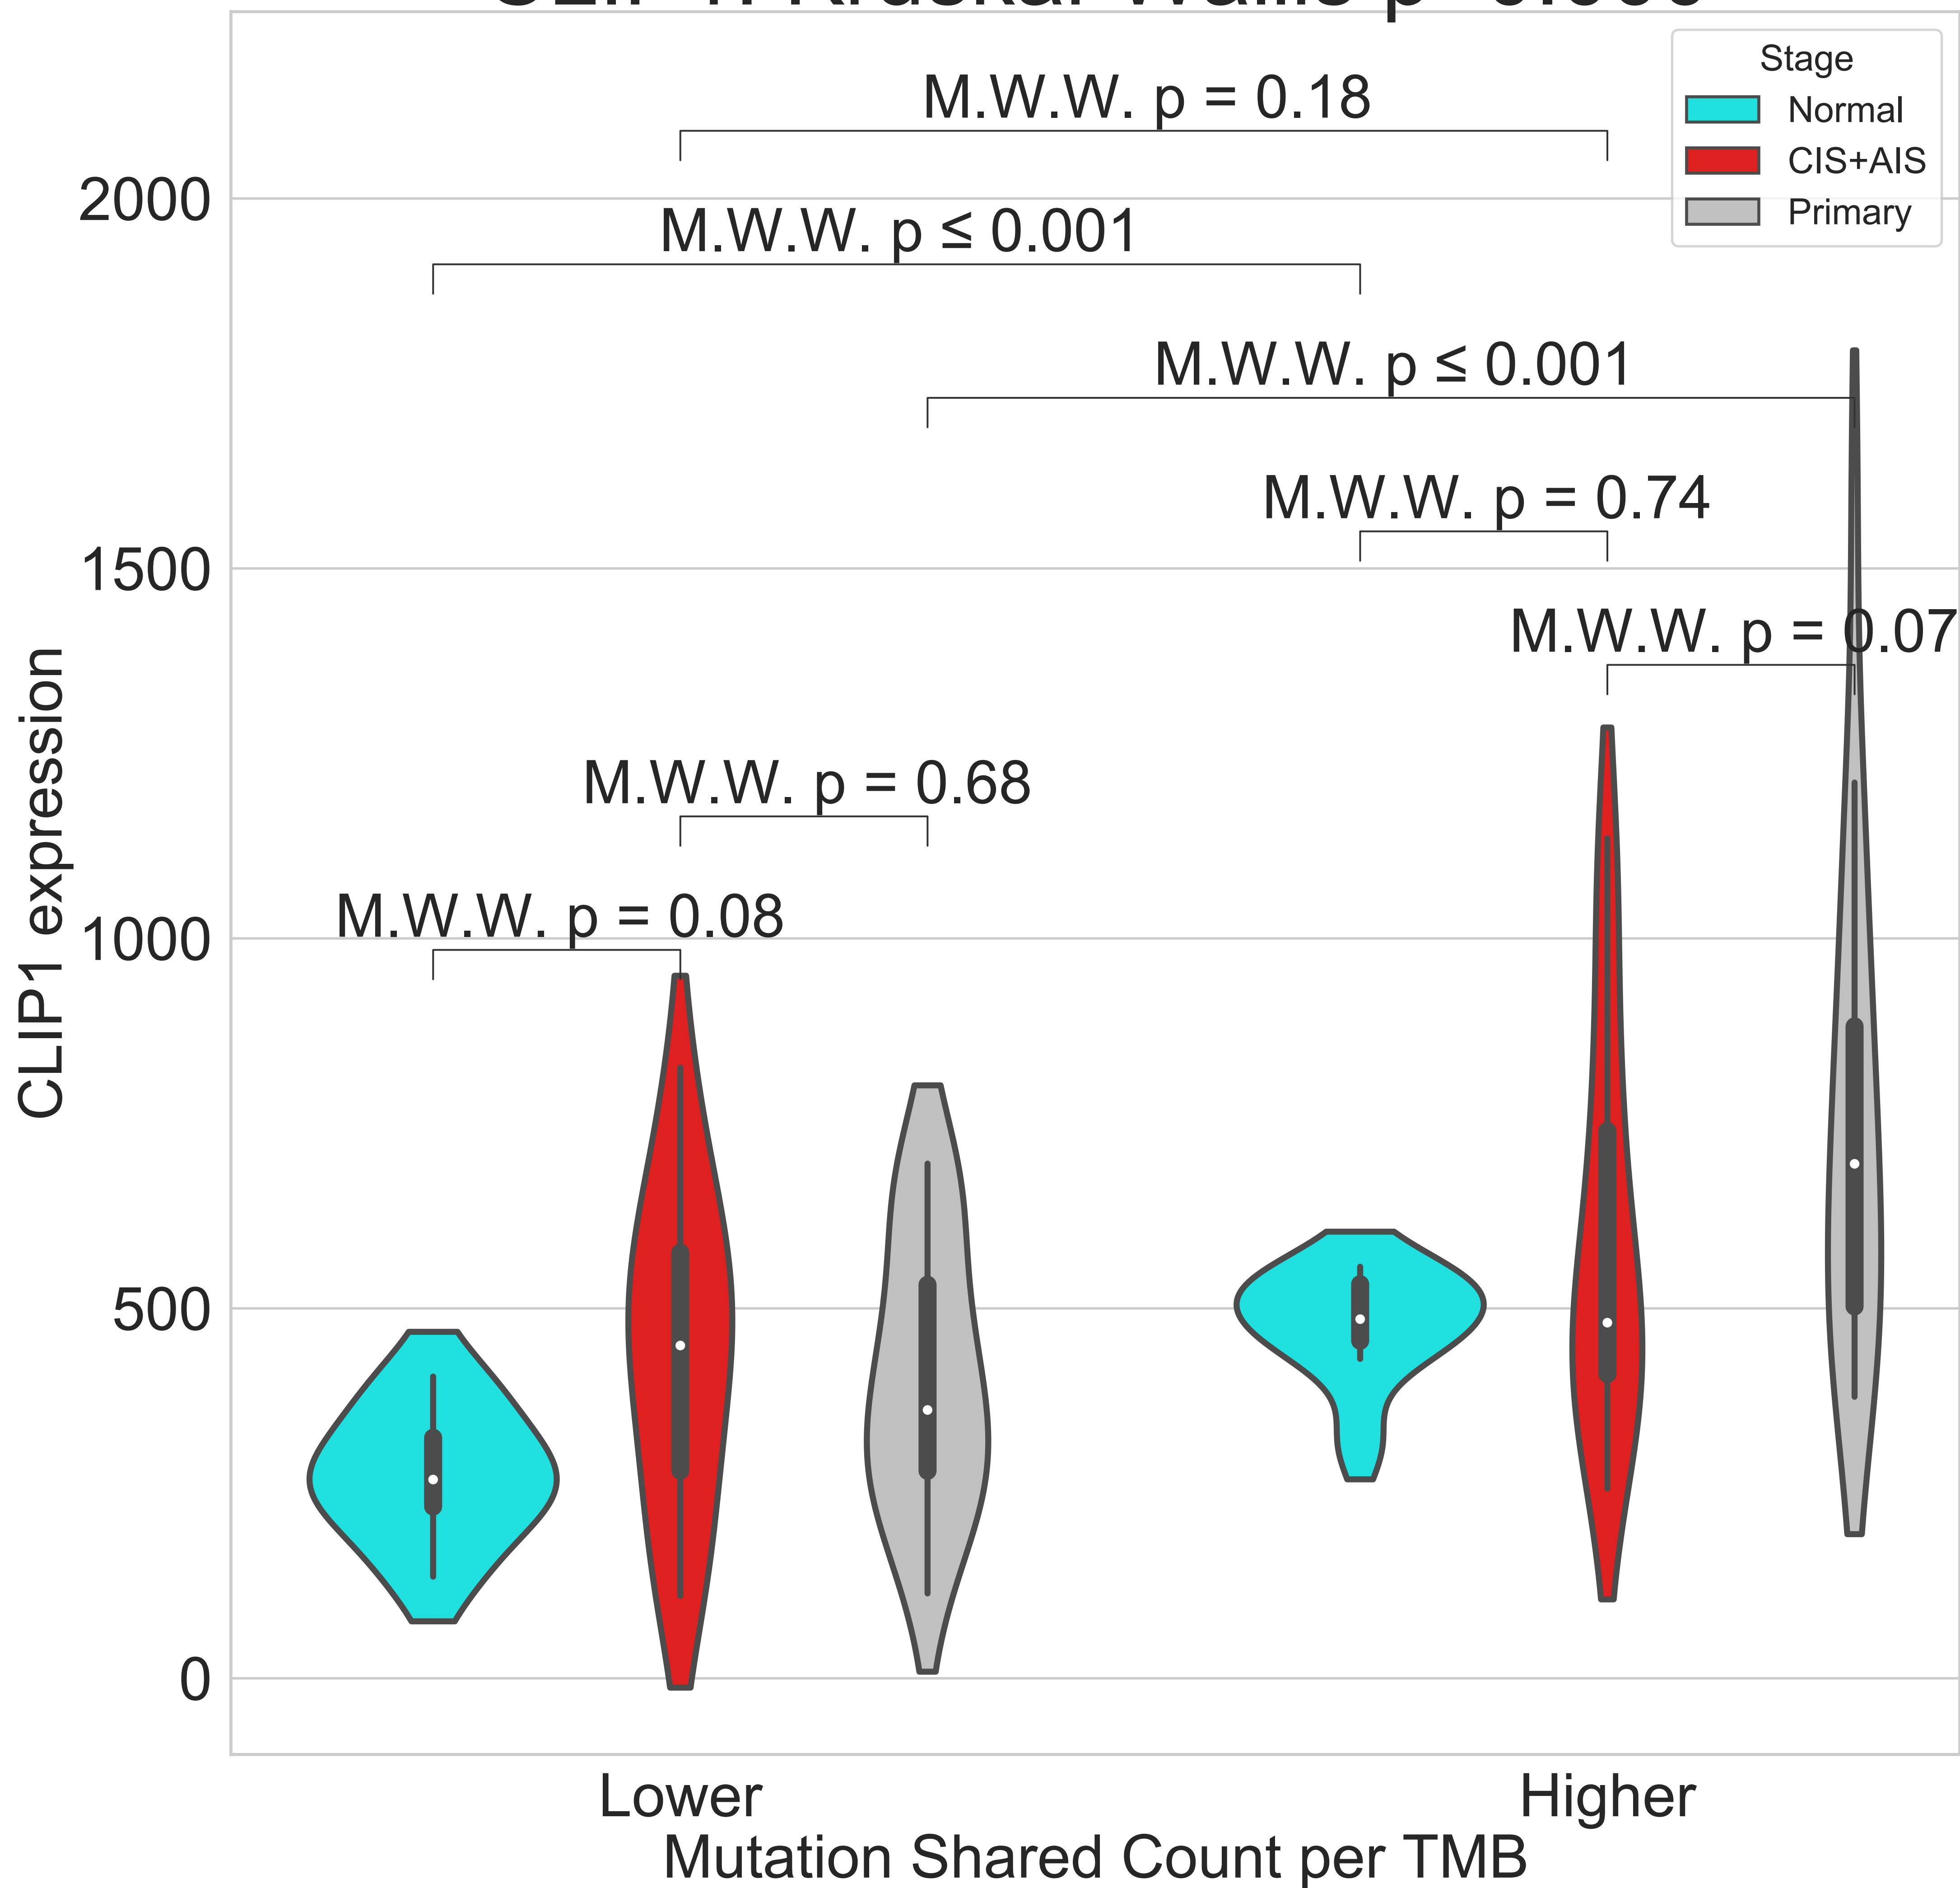 M.W.W. p = 0.18
Stage
Normal
CIS+AIS
Primary
2000
M.W.W. p ≤ 0.001
M.W.W. p ≤ 0.001
M.W.W. p = 0.74
1500
M.W.W. p = 0.07
M.W.W. p = 0.68
M.W.W. p = 0.08
1000
CLIP1 expression
500
0
Lower
Higher
Mutation Shared Count per TMB